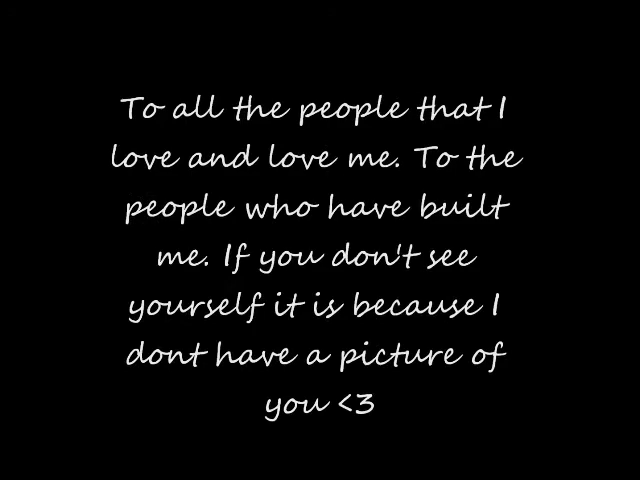 To all the people that I
love and love me. To the
people who have built
me. If you don't see
yourself it is because I
dont have a picture of
you <3